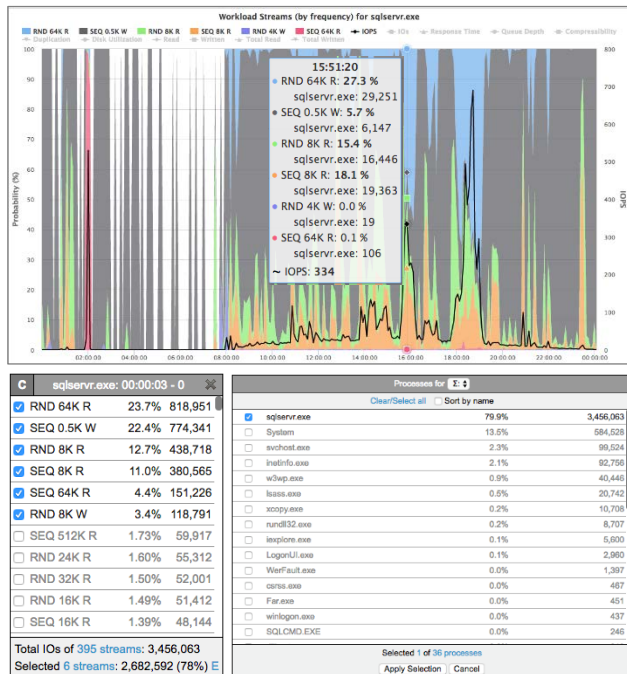 Workload Streams (by frequency) for sqlservr.exe
RND 64K R SEQ 0.5K W RND 8K R SEQ 8K R RND 4K W SEQ 64K R IOPS IOs Response Time Queue Depth Compressibility
Duplication Disk Utilization Read Written Total Read Total Written
Probability (%)
100
90
80
70
60
50
40
30
20
10
0
02:00:00 04:00:00 06:00:00 08:00:00 10:00:00 12:00:00 14:00:00 16:00:00 18:00:00 20:00:00 22:00:00 00:00:00
800
700
600
500
400
300
200
100
0
IOPS
15:51:20
RND 64K R: 27.3 %
sqlservr.exe: 29,251
SEQ 0.5K W: 5.7 %
sqlservr.exe: 6,147
RND 8K R: 15.4 %
sqlservr.exe: 16,446
SEQ 8K R: 18.1 %
sqlservr.exe: 19,363
RND 4K W: 0.0 %
sqlservr.exe: 19
SEQ 64K R: 0.1 %
sqlservr.exe: 106
~ IOPS: 334
C sqlservr.exe: 00:00:03 - 0
RND 64K R 23.7% 818,951
SEQ 0.5K W 22.4% 774,341
RND 8K R 12.7% 438,718
SEQ 8K R 11.0% 380,565
SEQ 64K R 4.4% 151,226
RND 8K W 3.4% 118,791
SEQ 512K R 1.73% 59,917
RND 24K R 1.60% 55,312
RND 32K R 1.50% 52,001
RND 16K R 1.49% 51,412
SEQ 16K R 1.39% 48,144
Total IOs of 395 streams: 3,456,063
Selected 6 streams: 2,682,592 (78%) E
Processes for Σ:
Clear/Select all Sort by name
sqlservr.exe 79.9% 3,456,063
System 13.5% 584,528
svchost.exe 2.3% 99,524
inetinfo.exe 2.1% 92,756
w3wp.exe 0.9% 40,446
lsass.exe 0.5% 20,742
xcopy.exe 0.2% 10,708
rundll32.exe 0.2% 8,707
iexplore.exe 0.1% 5,600
LogonUI.exe 0.1% 2,980
WerFault.exe 0.0% 1,397
csrss.exe 0.0% 467
Far.exe 0.0% 451
winlogon.exe 0.0% 437
SQLCMD.EXE 0.0% 246
Selected 1 of 36 processes
Apply Selection Cancel